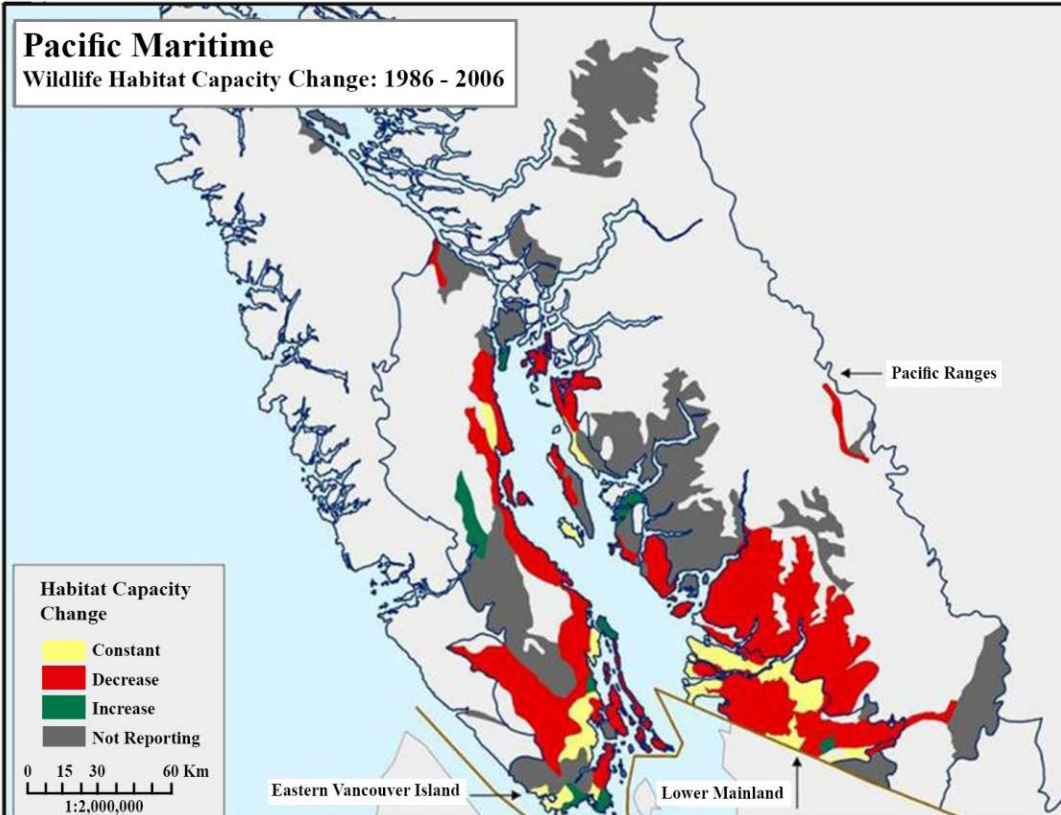 Pacific Maritime
Wildlife Habitat Capacity Change: 1986 - 2006
Pacific Ranges
Habitat Capacity
Change
Constant
Decrease
Increase
Not Reporting
0 15 30 60 Km
1:2,000,000
Eastern Vancouver Island
Lower Mainland